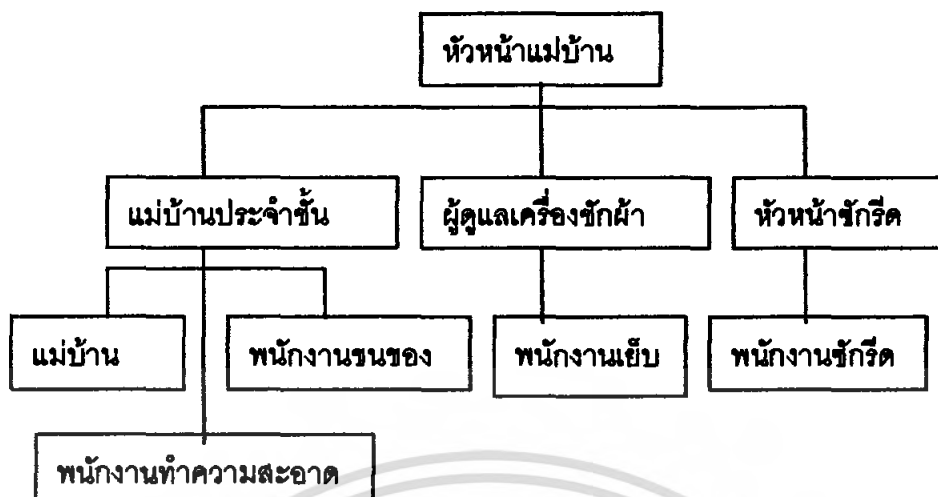 หัวหน้าแม่บ้าน
แม่บ้านประจำชั้น
ผู้ดูแลเครื่องซักผ้า
หัวหน้าซักรีด
แม่บ้าน
พนักงานขนของ
พนักงานเย็บ
พนักงานซักรีด
พนักงานทำความสะอาด